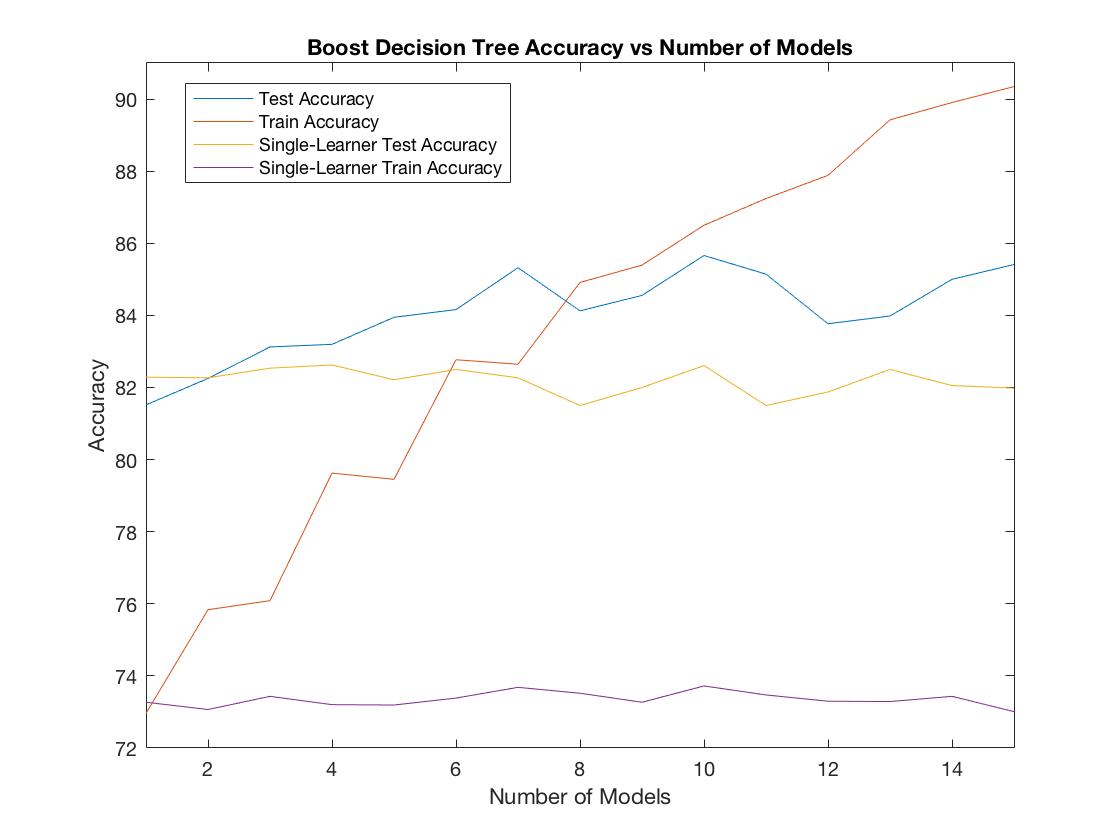 Boost Decision Tree Accuracy vs Number of Models
Test Accuracy
Train Accuracy
Single-Learner Test Accuracy
Single-Learner Train Accuracy
90
88
86
84
82
80
78
76
74
72
Accuracy
2 4 6 8 10 12 14
Number of Models